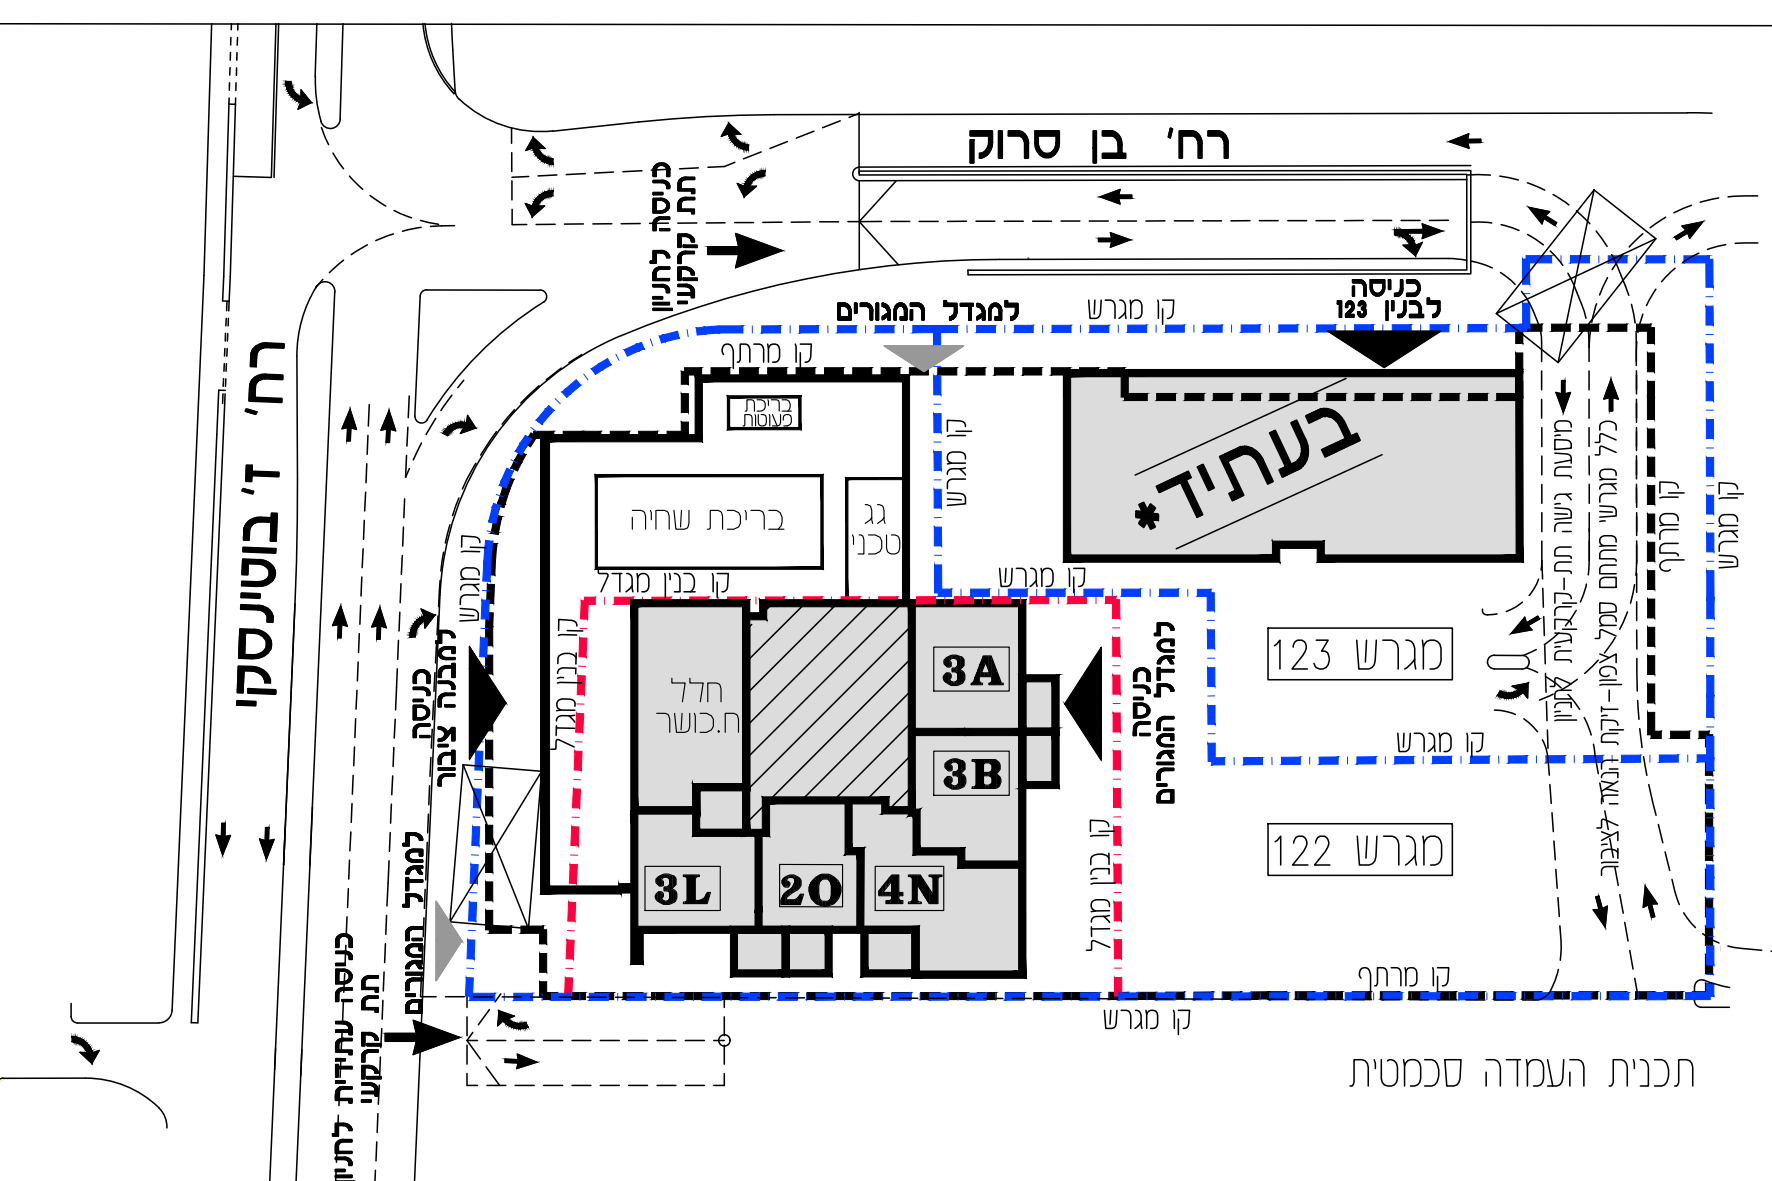 רח' בן סרוק
כניסה לחניון
תת קרקעי
למגדל המגורים
קו מגרש
כניסה
לבנין 123
קו מרתף
בריכת
פעוטות
בריכת שחיה
גג
טכני
קו מגרש
בעתיד*
רח' ז'בוטינסקי
קו מגרש
קו בנין מגדל
קו בנין מגדל
קו מגרש
חלל
ח.כושר
3A
3B
3L
2O
4N
כניסה
למבנה ציבור
כניסה
למגדל המגורים
קו בנין מגדל
מגרש 123
קו מגרש
מגרש 122
קו מרתף
קו מגרש
קו מרתף
קו מגרש
למגדל המגורים
כניסה עתידית לחניון
תת קרקעי
תכנית העמדה סכמטית